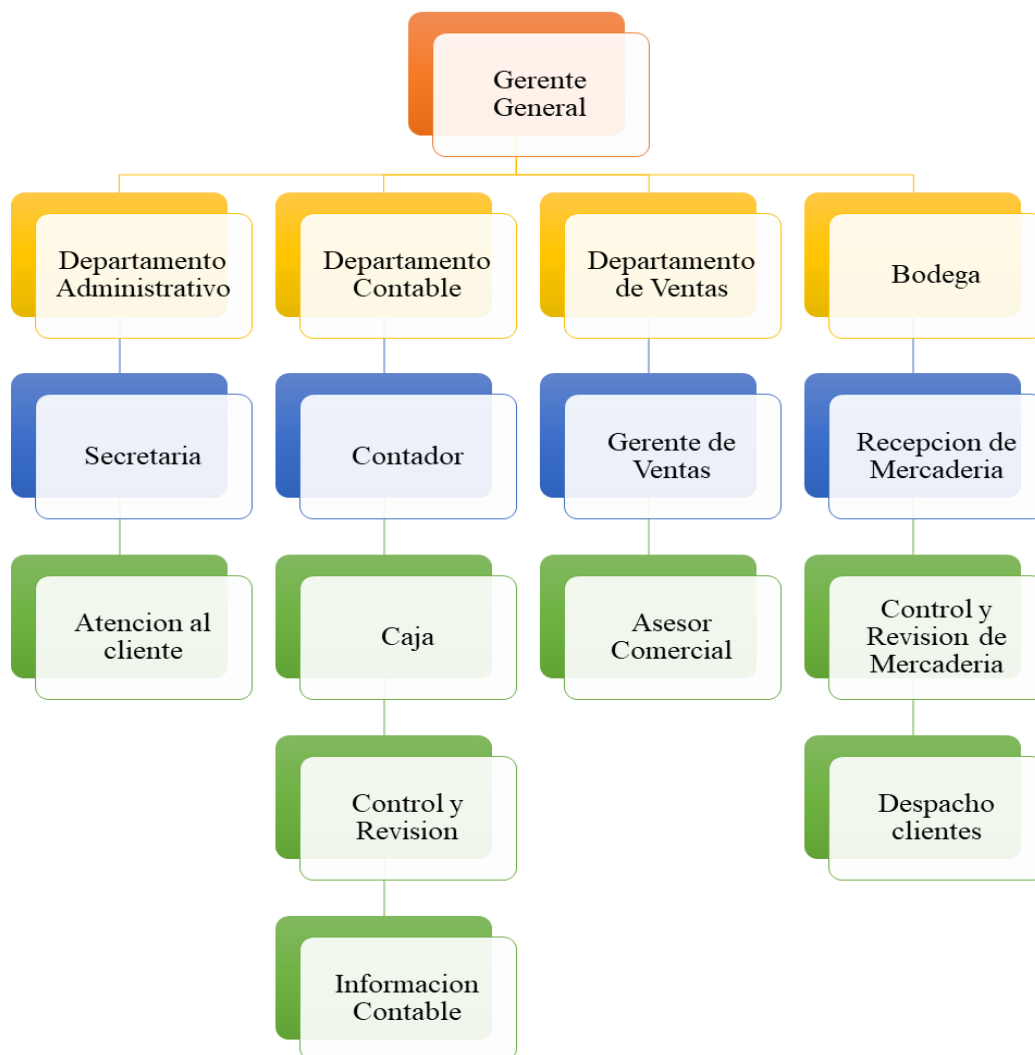 Gerente
General
Departamento
Administrativo
Departamento
Contable
Departamento
de Ventas
Bodega
Secretaria
Contador
Gerente de
Ventas
Recepcion de
Mercaderia
Atencion al
cliente
Caja
Asesor
Comercial
Control y
Revision de
Mercaderia
Control y
Revision
Despacho
clientes
Informacion
Contable